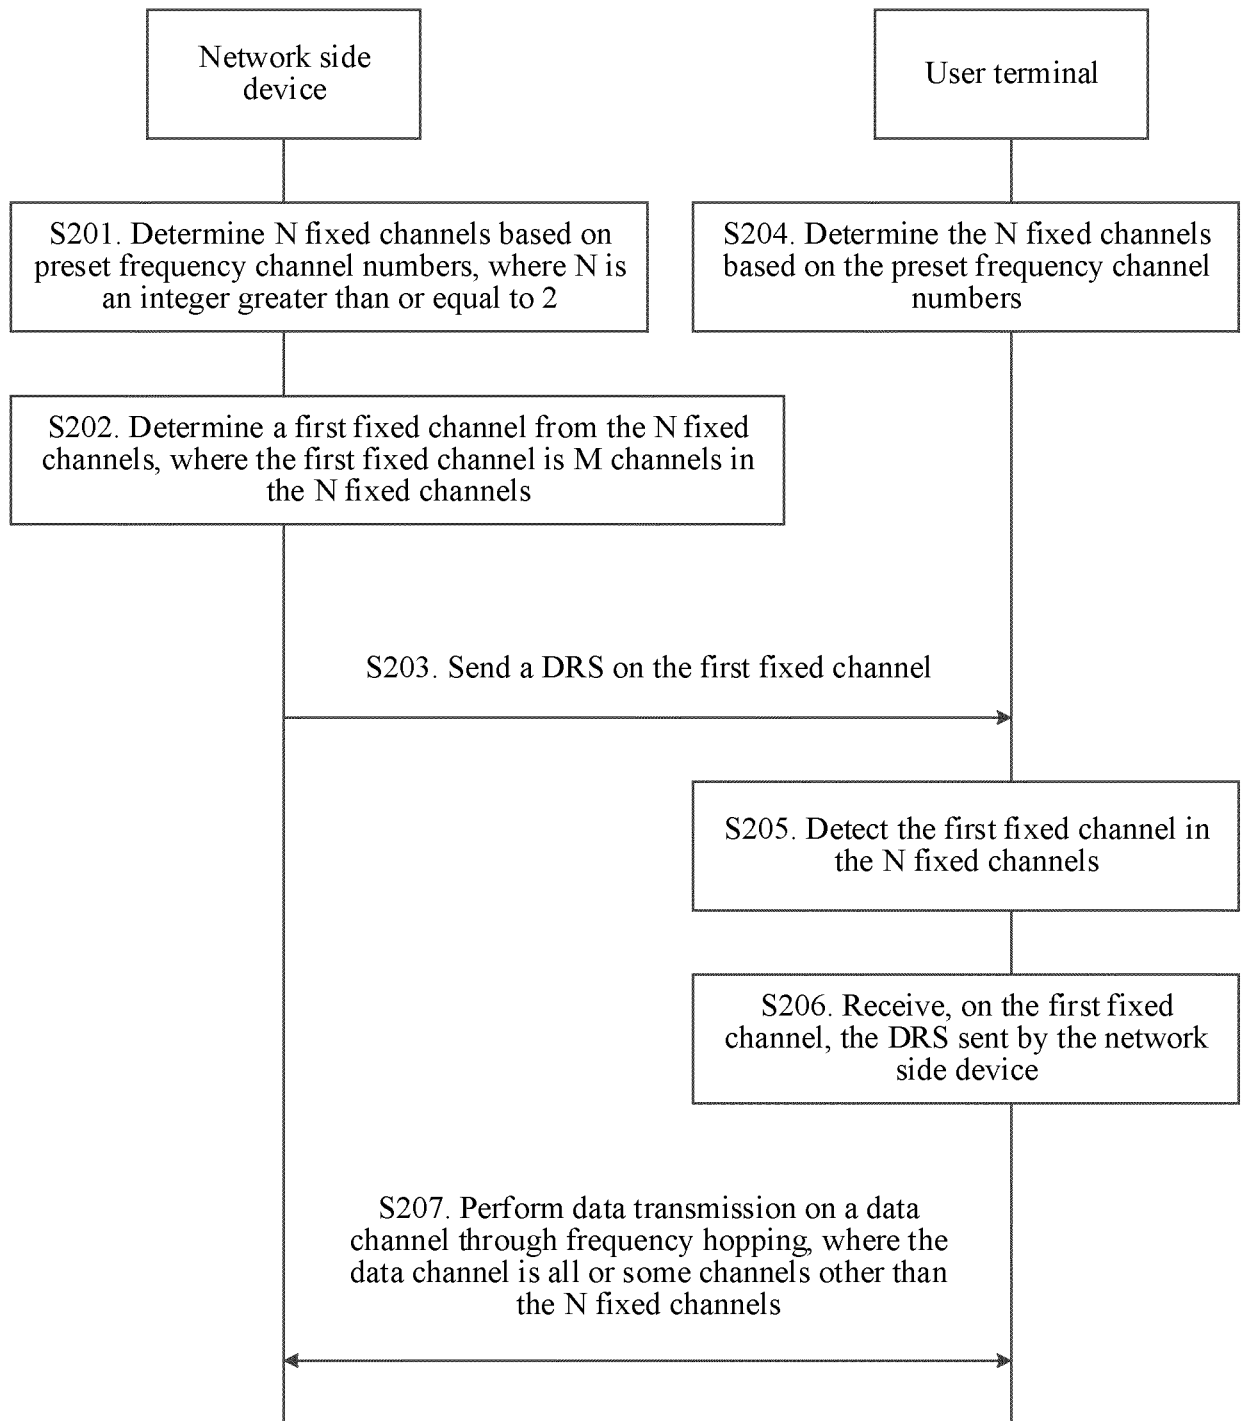 Network side
device
User terminal
S201. Determine N fixed channels based on
preset frequency channel numbers, where N is
an integer greater than or equal to 2
S204. Determine the N fixed channels
based on the preset frequency channel
numbers
S202. Determine a first fixed channel from the N fixed
channels, where the first fixed channel is M channels in
the N fixed channels
S203. Send a DRS on the first fixed channel
S205. Detect the first fixed channel in
the N fixed channels
S206. Receive, on the first fixed
channel, the DRS sent by the network
side device
S207. Perform data transmission on a data
channel through frequency hopping, where the
data channel is all or some channels other than
the N fixed channels